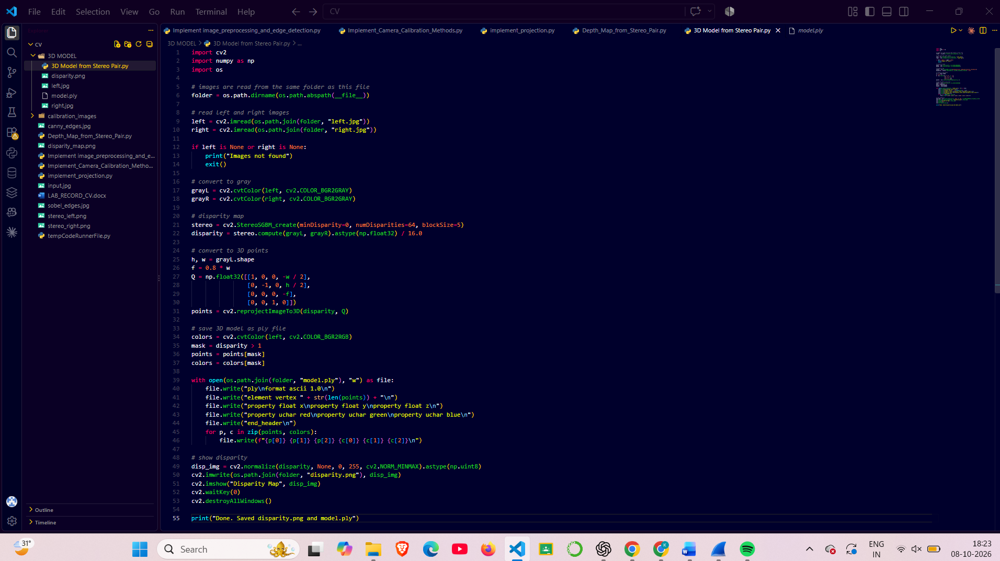 File Edit Selection View Go Run Terminal Help
CV
CV
3D MODEL
3D Model from Stereo Pair.py
disparity.png
left.jpg
model.ply
right.jpg
calibration_images
canny_edges.jpg
Depth_Map_from_Stereo_Pair.py
disparity_map.png
Implement image_preprocessing_and_e...
Implement_Camera_Calibration_Metho...
implement_projection.py
input.jpg
LAB_RECORD_CV.docx
sobel_edges.jpg
stereo_left.png
stereo_right.png
tempCodeRunnerFile.py
Outline
Timeline
Implement image_preprocessing_and_edge_detection.py Implement_Camera_Calibration_Methods.py implement_projection.py Depth_Map_from_Stereo_Pair.py 3D Model from Stereo Pair.py model.ply
3D MODEL > 3D Model from Stereo Pair.py > ...
1 import cv2
2 import numpy as np
3 import os
4
5 # images are read from the same folder as this file
6 folder = os.path.dirname(os.path.abspath(__file__))
7
8 # read left and right images
9 left = cv2.imread(os.path.join(folder, "left.jpg"))
10 right = cv2.imread(os.path.join(folder, "right.jpg"))
11
12 if left is None or right is None:
13     print("Images not found")
14     exit()
15
16 # convert to gray
17 grayL = cv2.cvtColor(left, cv2.COLOR_BGR2GRAY)
18 grayR = cv2.cvtColor(right, cv2.COLOR_BGR2GRAY)
19
20 # disparity map
21 stereo = cv2.StereoSGBM_create(minDisparity=0, numDisparities=64, blockSize=5)
22 disparity = stereo.compute(grayL, grayR).astype(np.float32) / 16.0
23
24 # convert to 3D points
25 h, w = grayL.shape
26 f = 0.8 * w
27 Q = np.float32([[1, 0, 0, -w / 2],
28                 [0, -1, 0, h / 2],
29                 [0, 0, 0, -f],
30                 [0, 0, 1, 0]])
31 points = cv2.reprojectImageTo3D(disparity, Q)
32
33 # save 3D model as ply file
34 colors = cv2.cvtColor(left, cv2.COLOR_BGR2RGB)
35 mask = disparity > 1
36 points = points[mask]
37 colors = colors[mask]
38
39 with open(os.path.join(folder, "model.ply"), "w") as file:
40     file.write("ply\nformat ascii 1.0\n")
41     file.write("element vertex " + str(len(points)) + "\n")
42     file.write("property float x\nproperty float y\nproperty float z\n")
43     file.write("property uchar red\nproperty uchar green\nproperty uchar blue\n")
44     file.write("end_header\n")
45     for p, c in zip(points, colors):
46         file.write(f"{p[0]} {p[1]} {p[2]} {c[0]} {c[1]} {c[2]}\n")
47
48 # show disparity
49 disp_img = cv2.normalize(disparity, None, 0, 255, cv2.NORM_MINMAX).astype(np.uint8)
50 cv2.imwrite(os.path.join(folder, "disparity.png"), disp_img)
51 cv2.imshow("Disparity Map", disp_img)
52 cv2.waitKey(0)
53 cv2.destroyAllWindows()
54
55 print("Done. Saved disparity.png and model.ply")
31°
Search
ENG
IN
18:23
08-10-2026